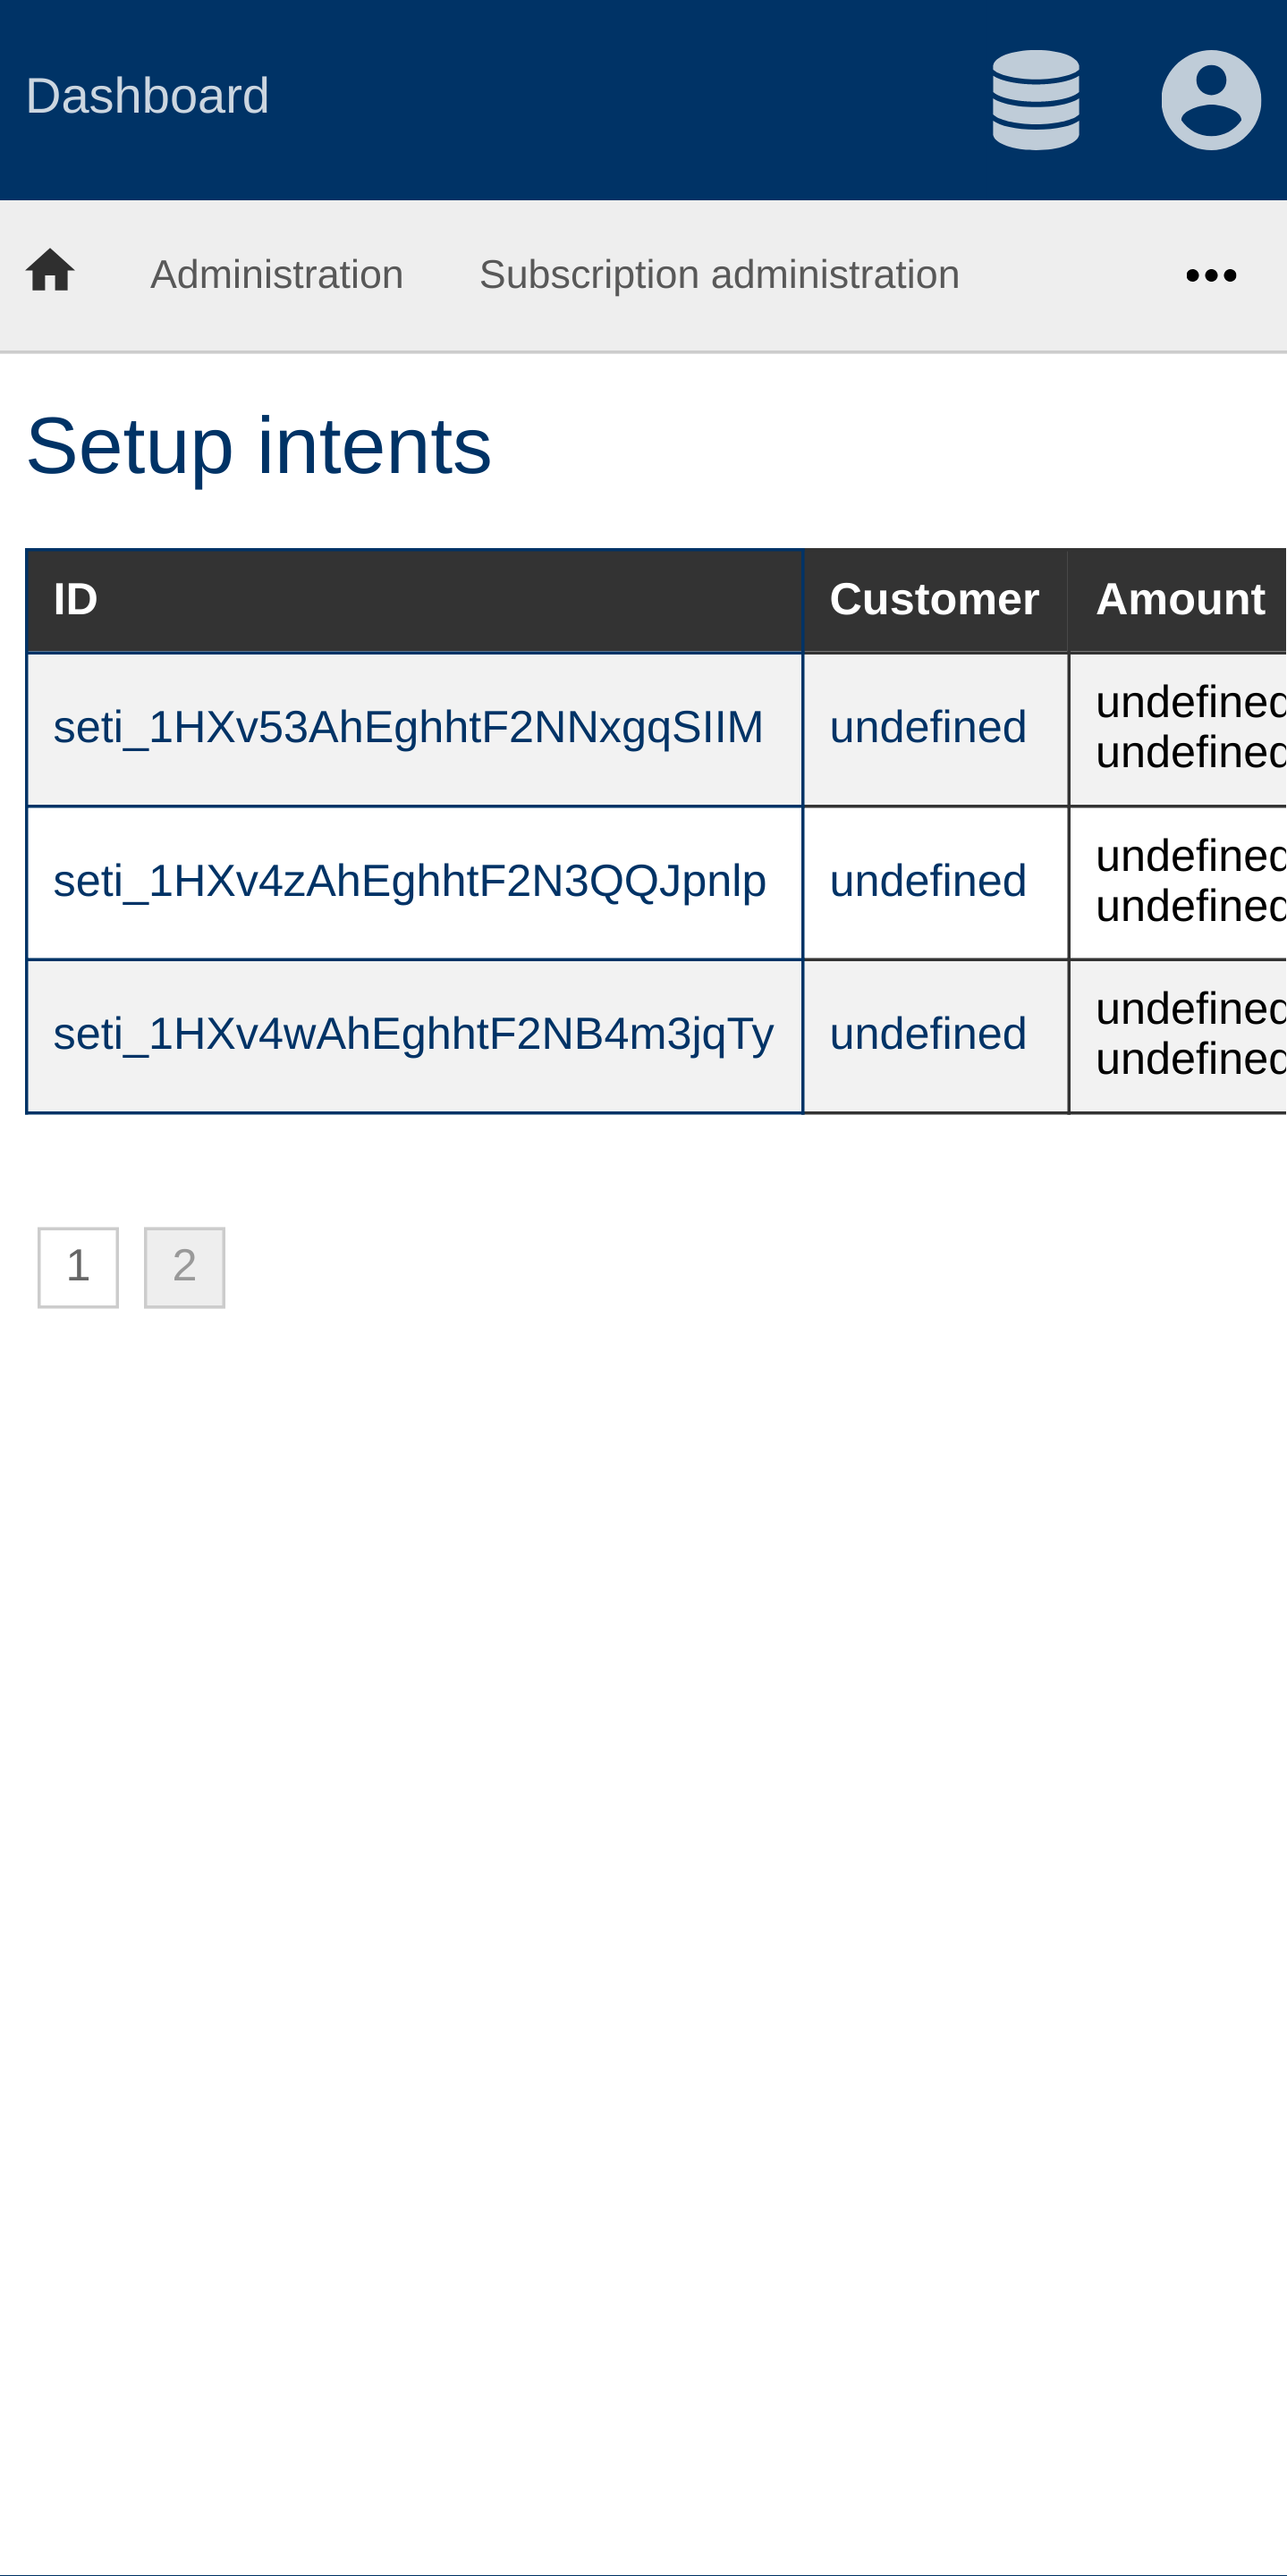 Dashboard
Administration Subscription administration
Setup intents
ID Customer Amount
seti_1HXv53AhEghhtF2NNxgqSIIM undefined undefined
undefined
seti_1HXv4zAhEghhtF2N3QQJpnlp undefined undefined
undefined
seti_1HXv4wAhEghhtF2NB4m3jqTy undefined undefined
undefined
1 2